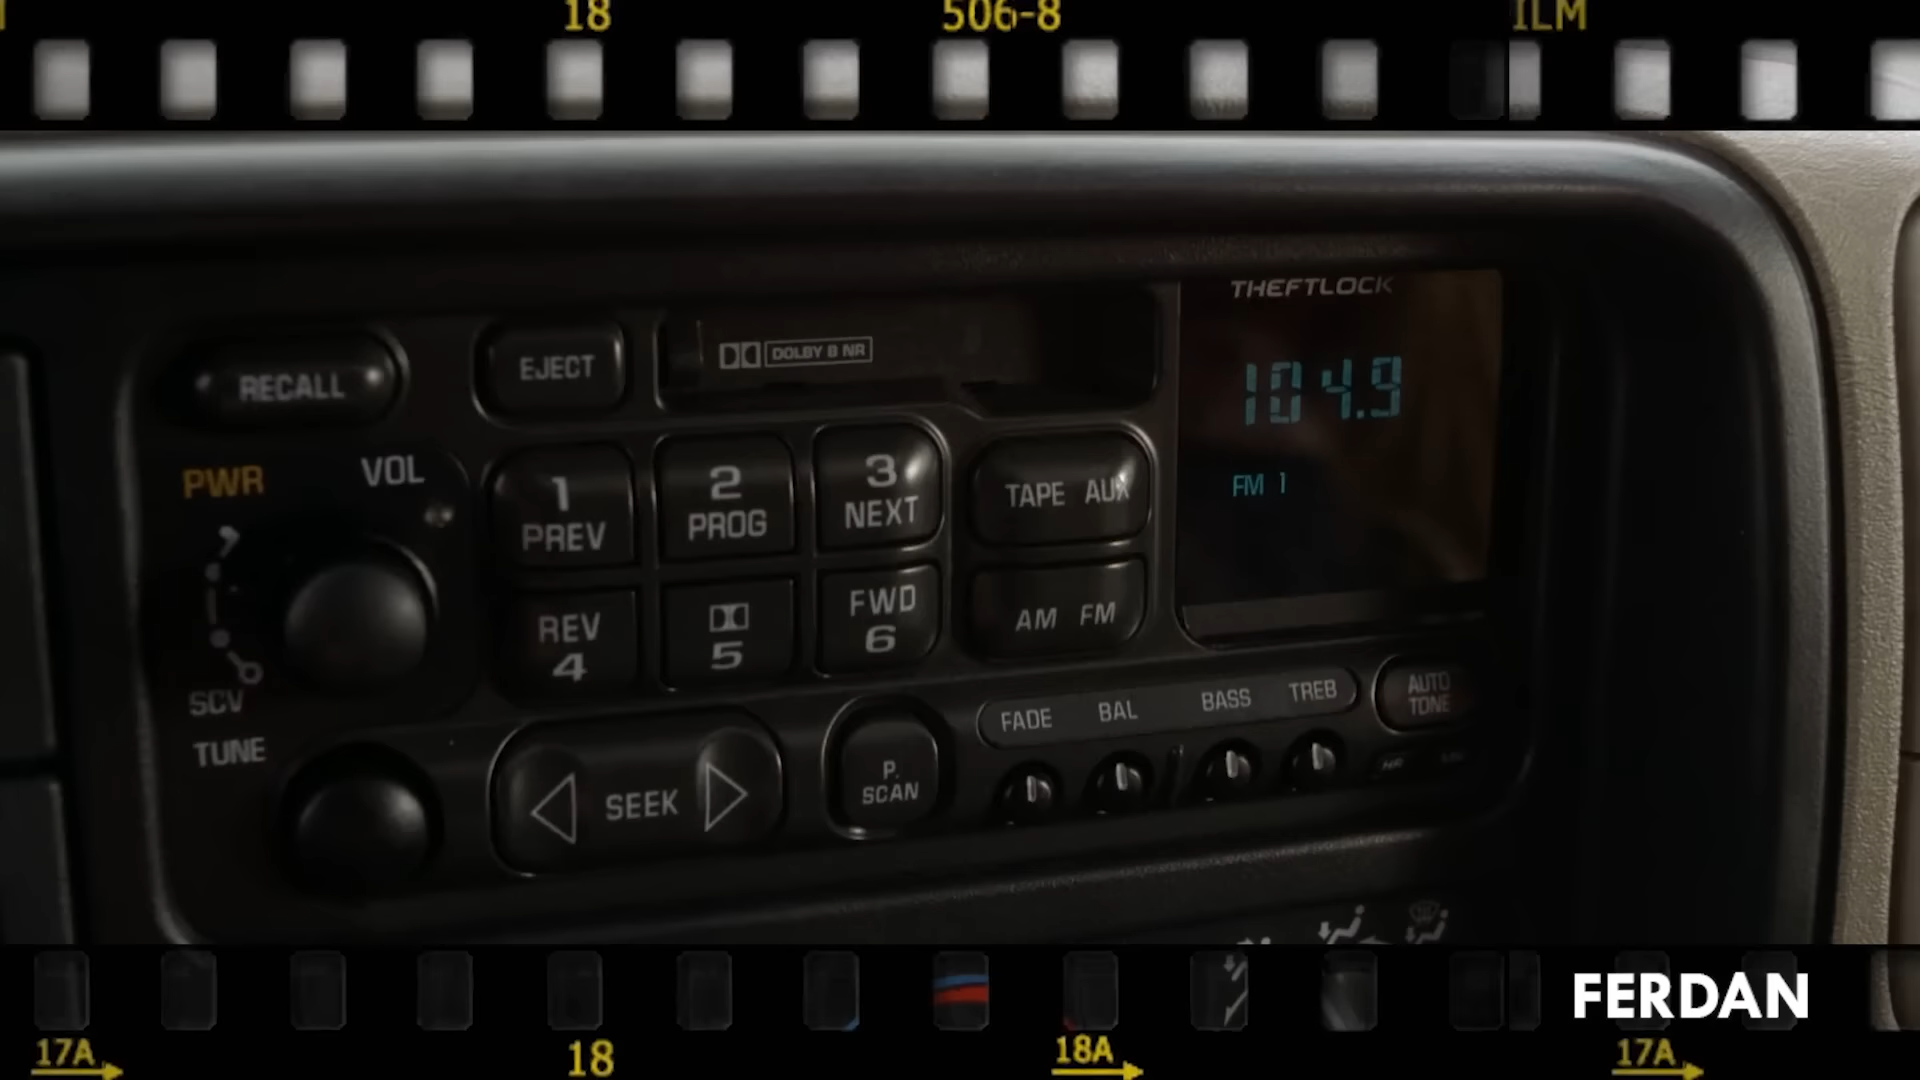 18
506-8
ILM
THEFTLOCK
RECALL
EJECT
DOLBY B NR
104.9
FM 1
PWR
VOL
1
PREV
2
PROG
3
NEXT
TAPE AUX
REV
4
5
FWD
6
AM FM
SCV
TUNE
SEEK
P.
SCAN
FADE BAL BASS TREB
AUTO
TONE
HR
FERDAN
17A
18
18A
17A